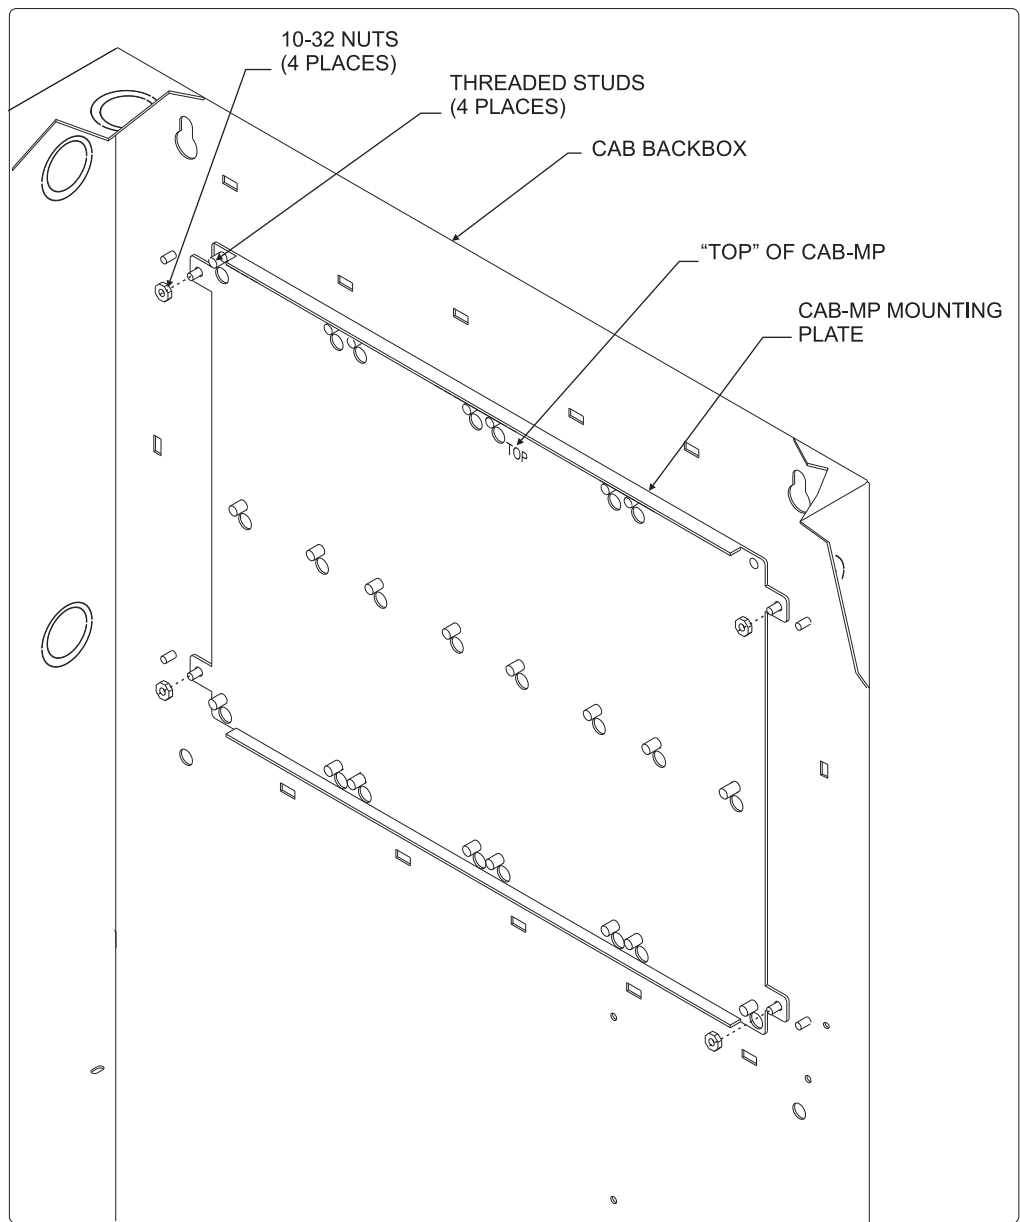 10-32 NUTS
(4 PLACES)
THREADED STUDS
(4 PLACES)
CAB BACKBOX
“TOP” OF CAB-MP
CAB-MP MOUNTING
PLATE
TOP